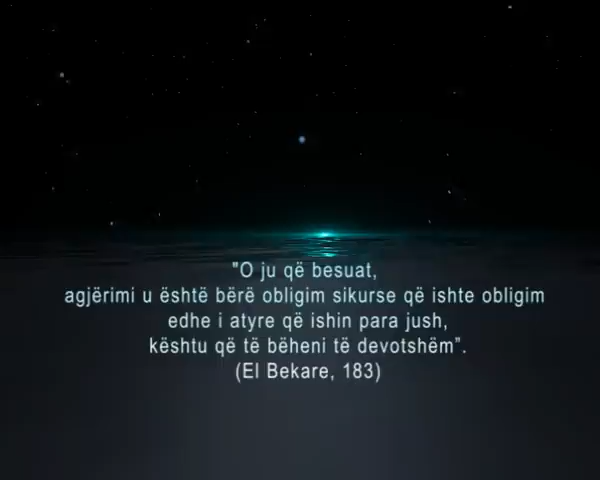 "O ju që besuat,
agjërimi u është bërë obligim sikurse që ishte obligim
edhe i atyre që ishin para jush,
kështu që të bëheni të devotshëm”.
(El Bekare, 183)